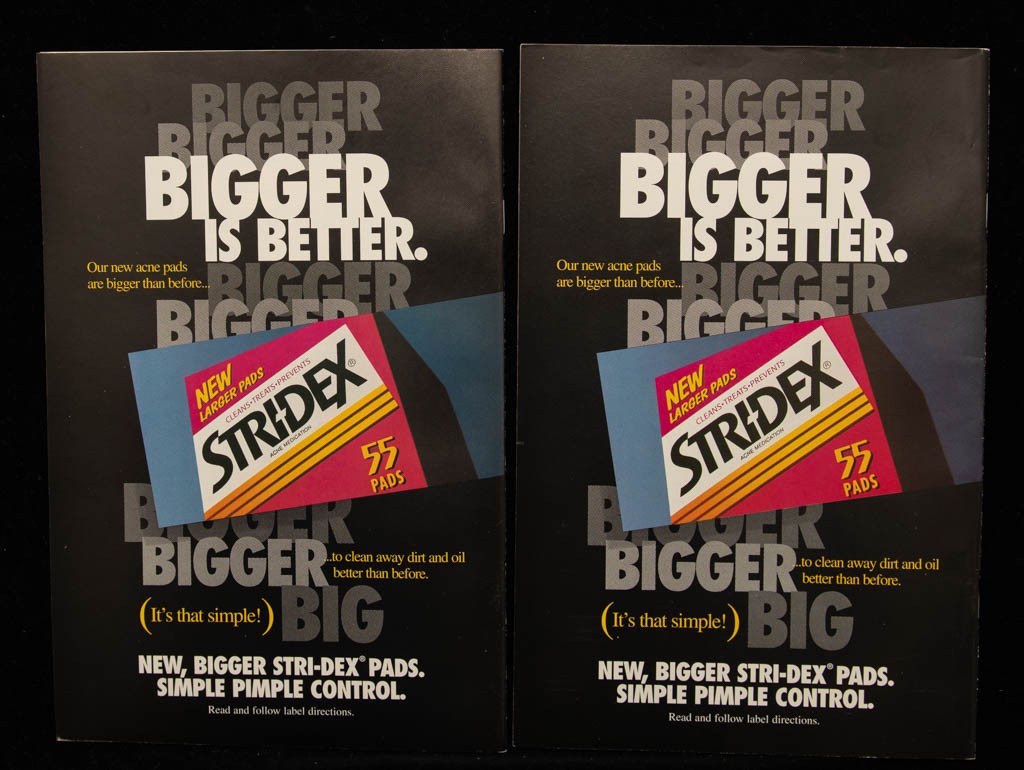 BIGGER
BIGGER
BIGGER
IS BETTER.
Our new acne pads
are bigger than before...
BIGGER
BIGGER
NEW
LARGER PADS
CLEANS•TREATS•PREVENTS
STRI-DEX®
ACNE MEDICATION
55
PADS
BIGGER
BIGGER
...to clean away dirt and oil
better than before.
(It's that simple!)
BIG
NEW, BIGGER STRI-DEX® PADS.
SIMPLE PIMPLE CONTROL.
Read and follow label directions.
BIGGER
BIGGER
BIGGER
IS BETTER.
Our new acne pads
are bigger than before...
BIGGER
BIGGER
NEW
LARGER PADS
CLEANS•TREATS•PREVENTS
STRI-DEX®
ACNE MEDICATION
55
PADS
BIGGER
BIGGER
...to clean away dirt and oil
better than before.
(It's that simple!)
BIG
NEW, BIGGER STRI-DEX® PADS.
SIMPLE PIMPLE CONTROL.
Read and follow label directions.